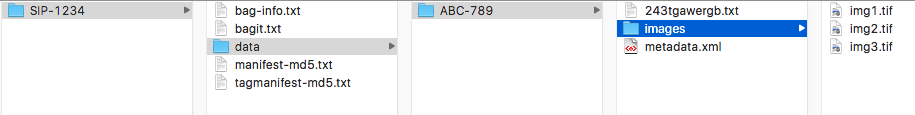 SIP-1234
bag-info.txt
bagit.txt
data
manifest-md5.txt
tagmanifest-md5.txt
ABC-789
243tgawergb.txt
images
metadata.xml
img1.tif
img2.tif
img3.tif